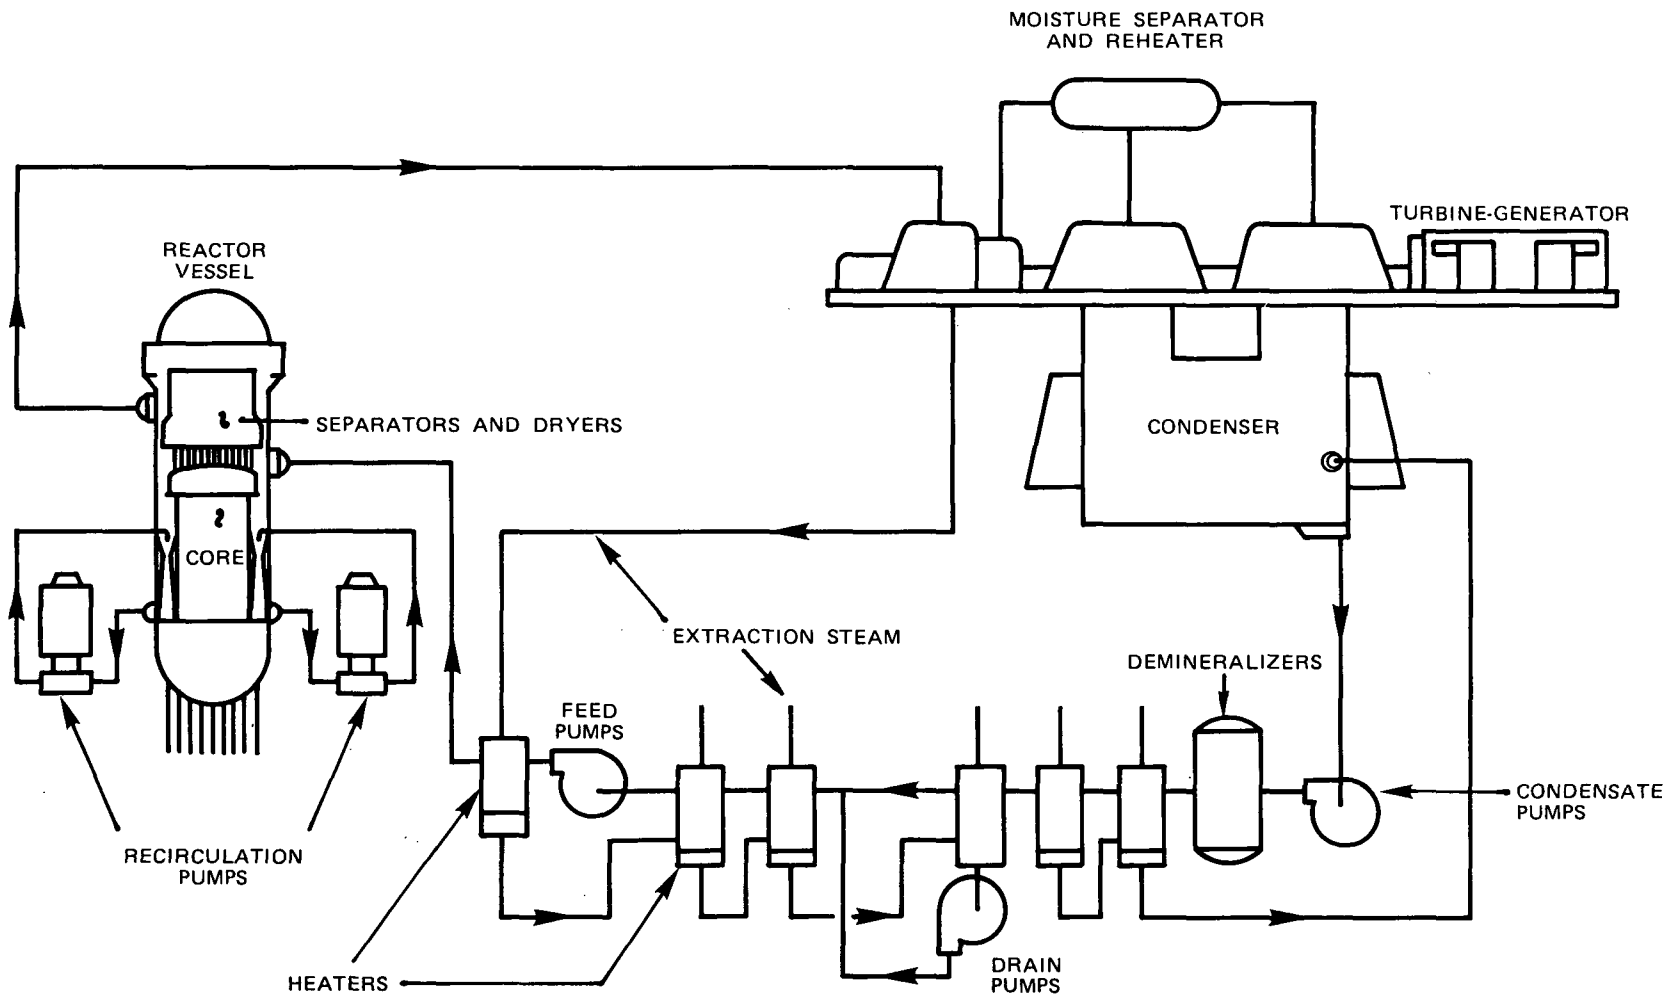 MOISTURE SEPARATOR
AND REHEATER
TURBINE-GENERATOR
REACTOR
VESSEL
SEPARATORS AND DRYERS
CONDENSER
CORE
EXTRACTION STEAM
DEMINERALIZERS
FEED
PUMPS
CONDENSATE
PUMPS
RECIRCULATION
PUMPS
DRAIN
PUMPS
HEATERS